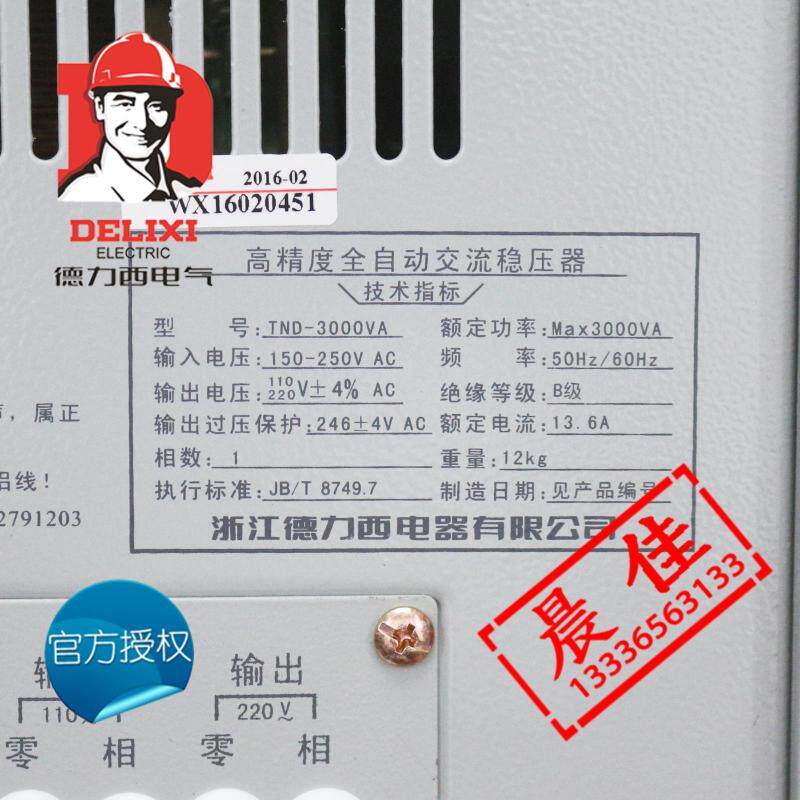 2016-02
WX16020451
DELIXI
ELECTRIC
德力西电气
高精度全自动交流稳压器
技术指标
型 号:TND-3000VA 额定功率:Max3000VA
输入电压:150-250V AC 频 率:50Hz/60Hz
输出电压:110/220V±4% AC 绝缘等级:B级
输出过压保护:246±4V AC 额定电流:13.6A
相数:1 重量:12kg
执行标准:JB/T 8749.7 制造日期:见产品编号
浙江德力西电器有限公司
,属正
铝线!
2791203
晨佳
13336563133
官方授权
输 输出
110 220V
零 相 零 相